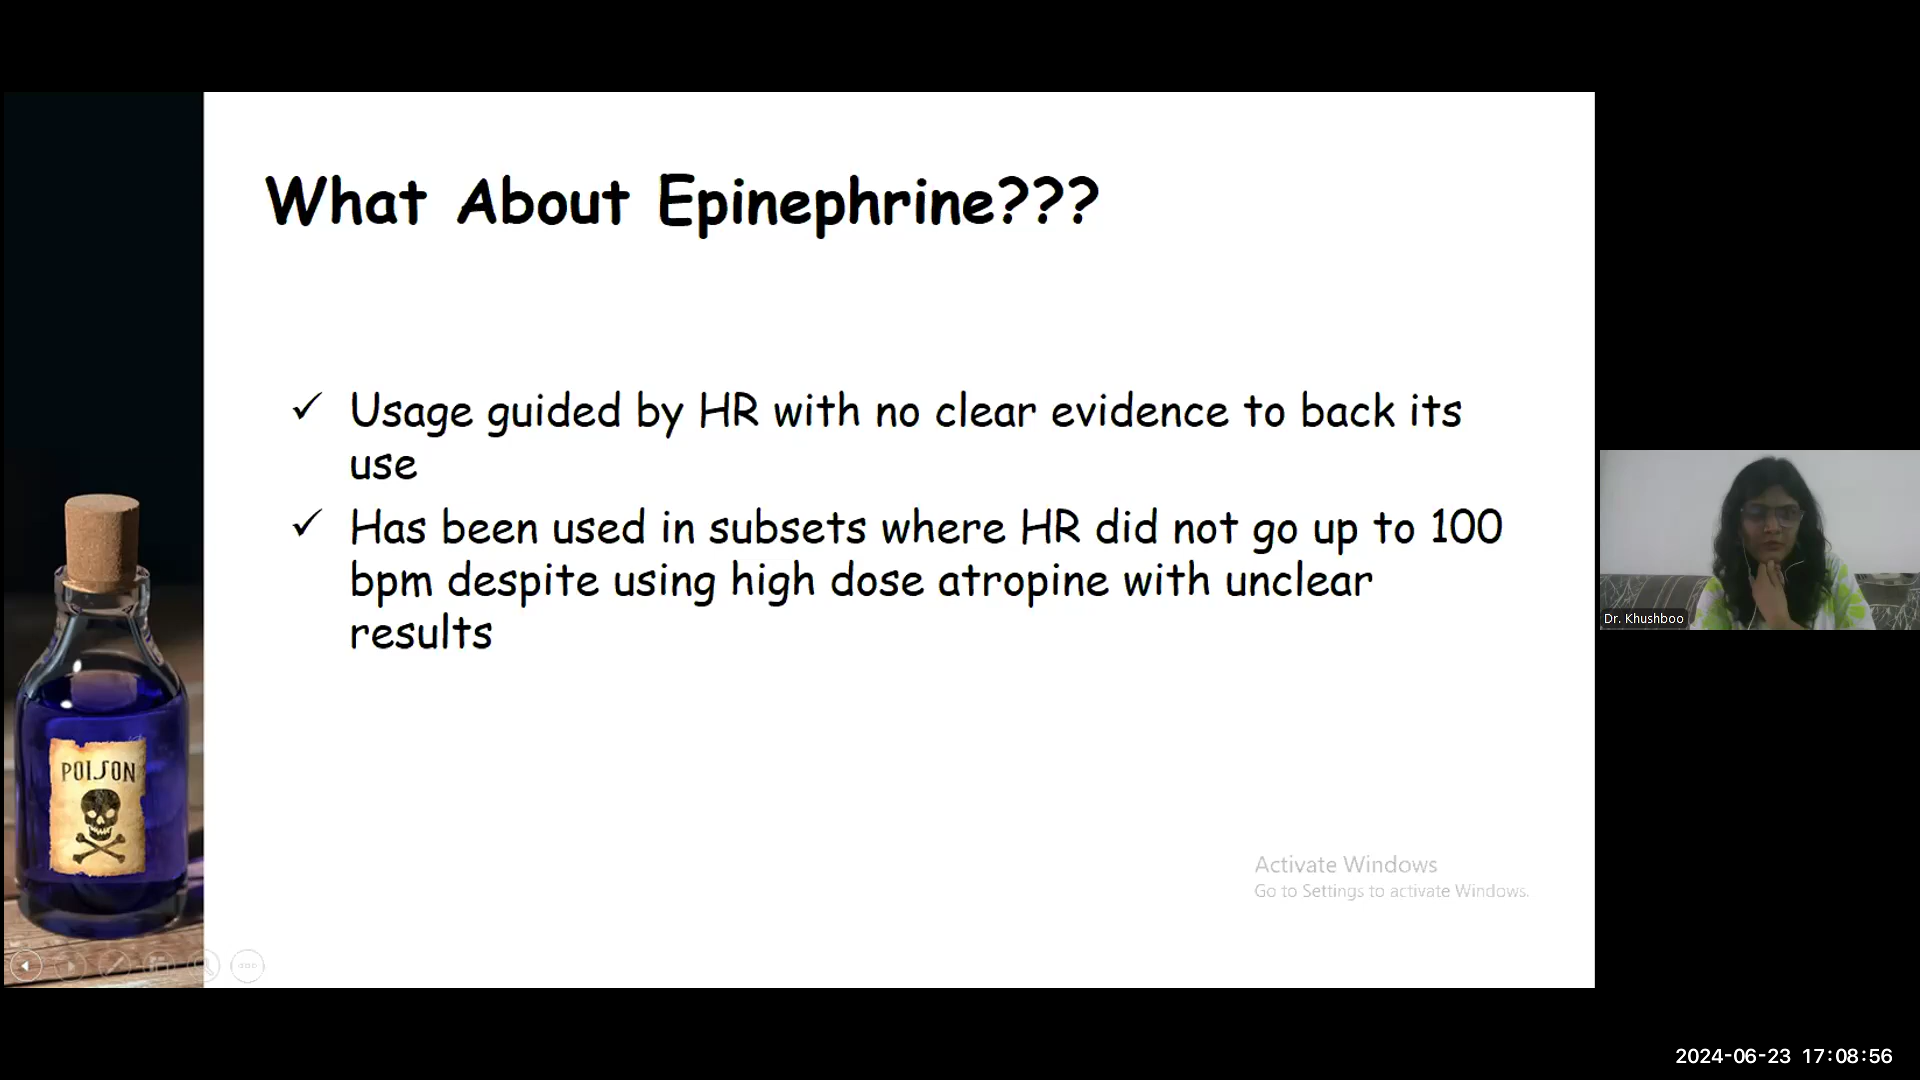 What About Epinephrine???
✓ Usage guided by HR with no clear evidence to back its
use
✓ Has been used in subsets where HR did not go up to 100
bpm despite using high dose atropine with unclear
results
POISON
Dr. Khushboo
Activate Windows
Go to Settings to activate Windows.
2024-06-23 17:08:56